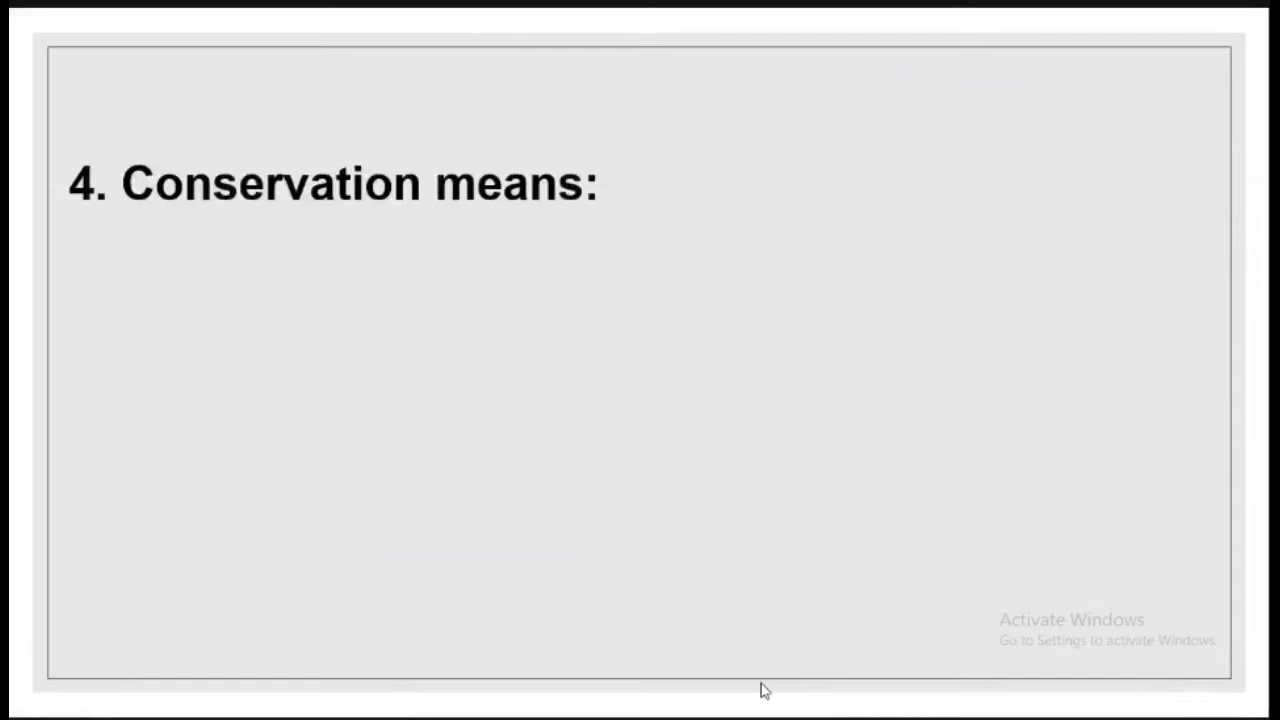 4. Conservation means:
Activate Windows
Go to Settings to activate Windows.